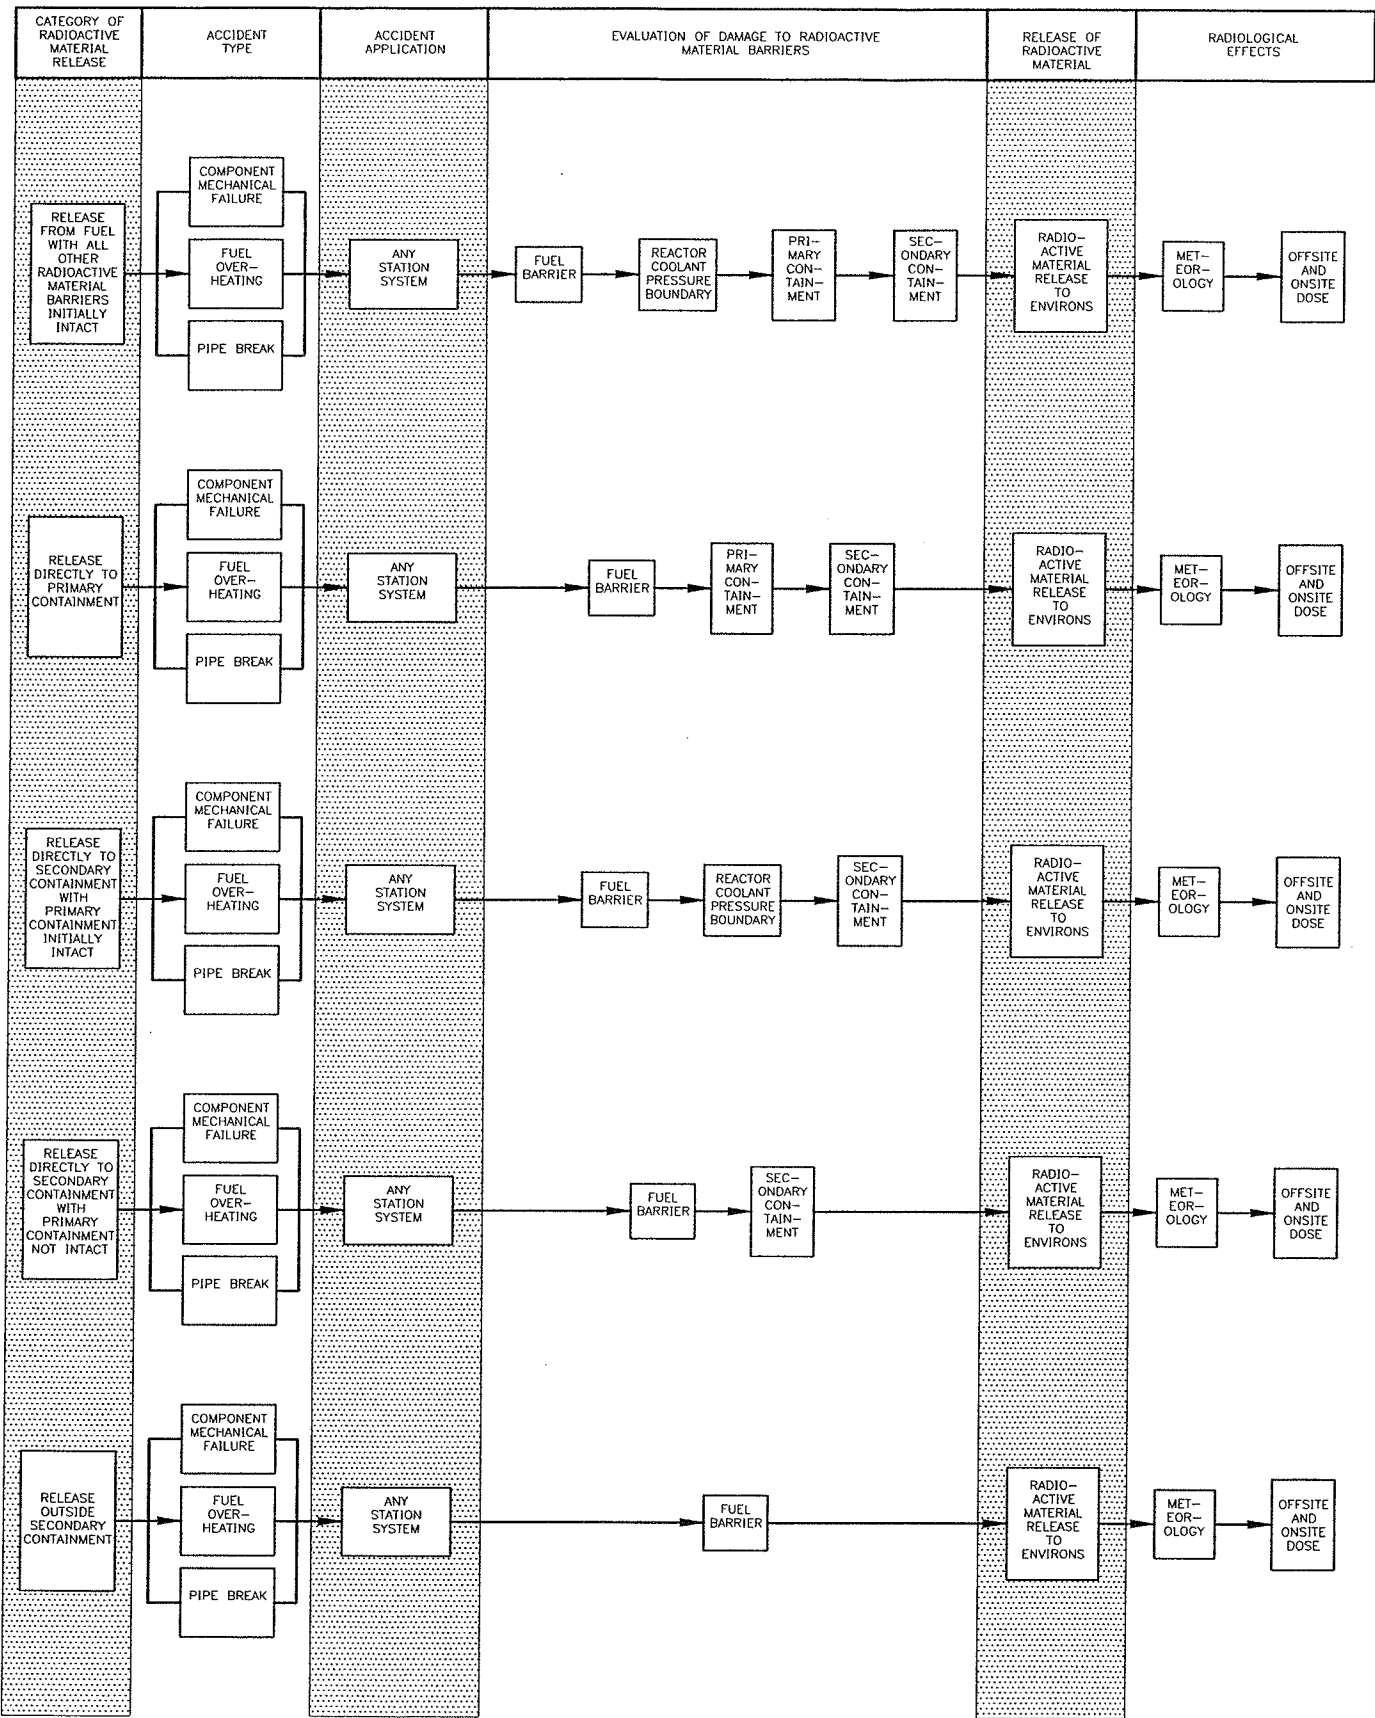 CATEGORY OF
RADIOACTIVE
MATERIAL
RELEASE
ACCIDENT
TYPE
ACCIDENT
APPLICATION
EVALUATION OF DAMAGE TO RADIOACTIVE
MATERIAL BARRIERS
RELEASE OF
RADIOACTIVE
MATERIAL
RADIOLOGICAL
EFFECTS
RELEASE
FROM FUEL
WITH ALL
OTHER
RADIOACTIVE
MATERIAL
BARRIERS
INITIALLY
INTACT
COMPONENT
MECHANICAL
FAILURE
FUEL
OVER-
HEATING
PIPE BREAK
ANY
STATION
SYSTEM
FUEL
BARRIER
REACTOR
COOLANT
PRESSURE
BOUNDARY
PRI-
MARY
CON-
TAIN-
MENT
SEC-
ONDARY
CON-
TAIN-
MENT
RADIO-
ACTIVE
MATERIAL
RELEASE
TO
ENVIRONS
MET-
EOR-
OLOGY
OFFSITE
AND
ONSITE
DOSE
RELEASE
DIRECTLY TO
PRIMARY
CONTAINMENT
COMPONENT
MECHANICAL
FAILURE
FUEL
OVER-
HEATING
PIPE BREAK
ANY
STATION
SYSTEM
FUEL
BARRIER
PRI-
MARY
CON-
TAIN-
MENT
SEC-
ONDARY
CON-
TAIN-
MENT
RADIO-
ACTIVE
MATERIAL
RELEASE
TO
ENVIRONS
MET-
EOR-
OLOGY
OFFSITE
AND
ONSITE
DOSE
RELEASE
DIRECTLY TO
SECONDARY
CONTAINMENT
WITH
PRIMARY
CONTAINMENT
INITIALLY
INTACT
COMPONENT
MECHANICAL
FAILURE
FUEL
OVER-
HEATING
PIPE BREAK
ANY
STATION
SYSTEM
FUEL
BARRIER
REACTOR
COOLANT
PRESSURE
BOUNDARY
SEC-
ONDARY
CON-
TAIN-
MENT
RADIO-
ACTIVE
MATERIAL
RELEASE
TO
ENVIRONS
MET-
EOR-
OLOGY
OFFSITE
AND
ONSITE
DOSE
RELEASE
DIRECTLY TO
SECONDARY
CONTAINMENT
WITH
PRIMARY
CONTAINMENT
NOT INTACT
COMPONENT
MECHANICAL
FAILURE
FUEL
OVER-
HEATING
PIPE BREAK
ANY
STATION
SYSTEM
FUEL
BARRIER
SEC-
ONDARY
CON-
TAIN-
MENT
RADIO-
ACTIVE
MATERIAL
RELEASE
TO
ENVIRONS
MET-
EOR-
OLOGY
OFFSITE
AND
ONSITE
DOSE
RELEASE
OUTSIDE
SECONDARY
CONTAINMENT
COMPONENT
MECHANICAL
FAILURE
FUEL
OVER-
HEATING
PIPE BREAK
ANY
STATION
SYSTEM
FUEL
BARRIER
RADIO-
ACTIVE
MATERIAL
RELEASE
TO
ENVIRONS
MET-
EOR-
OLOGY
OFFSITE
AND
ONSITE
DOSE